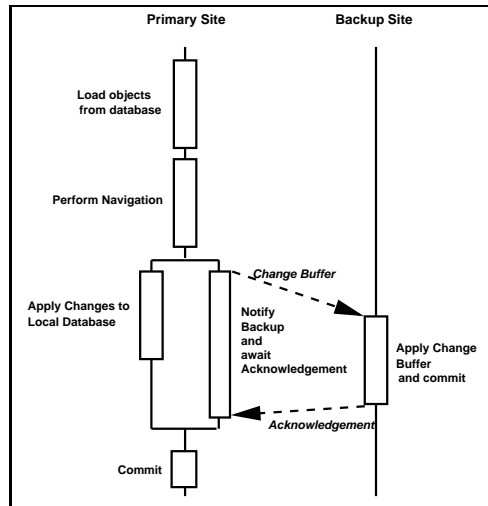 Primary Site
Backup Site
Load objects
from database
Perform Navigation
Change Buffer
Apply Changes to
Local Database
Notify
Backup
and
await
Acknowledgement
Apply Change
Buffer
and commit
Acknowledgement
Commit